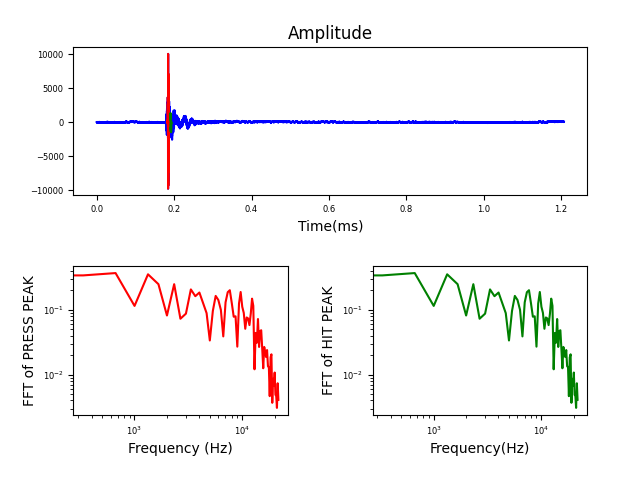 Amplitude
10000
5000
0
−5000
−10000
0.0 0.2 0.4 0.6 0.8 1.0 1.2
Time(ms)
FFT of PRESS PEAK
10⁻¹
10⁻²
10³ 10⁴
Frequency (Hz)
FFT of HIT PEAK
10⁻¹
10⁻²
10³ 10⁴
Frequency(Hz)